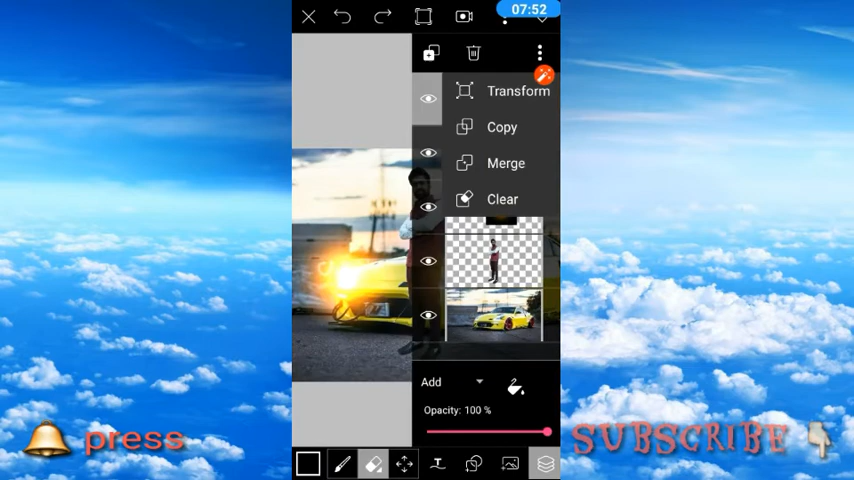 07:52
Transform
Copy
Merge
Clear
Add
Opacity: 100 %
T
press
SUBSCRIBE